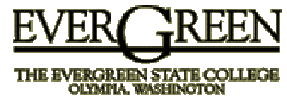 EVERGREEN
THE EVERGREEN STATE COLLEGE
OLYMPIA, WASHINGTON